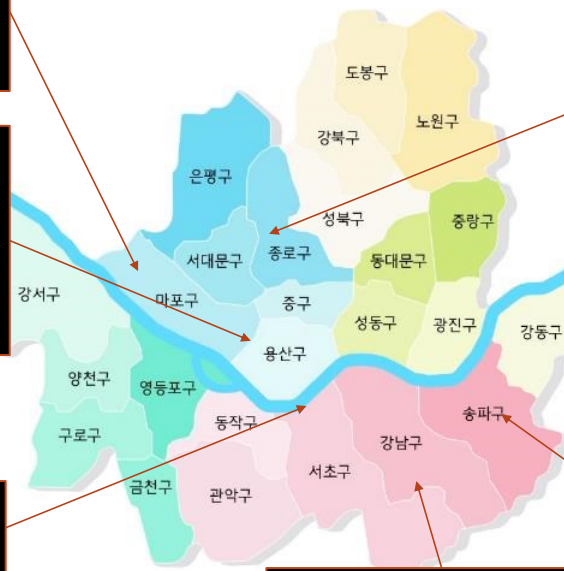 도봉구
노원구
강북구
은평구
성북구
중랑구
서대문구
종로구
동대문구
강서구
마포구
중구
성동구
광진구
강동구
용산구
양천구
영등포구
송파구
동작구
강남구
구로구
서초구
금천구
관악구